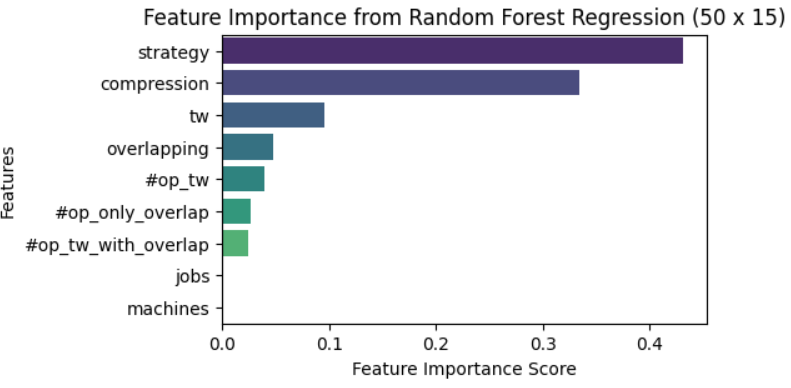 Feature Importance from Random Forest Regression (50 x 15)
strategy
compression
tw
overlapping
#op_tw
#op_only_overlap
#op_tw_with_overlap
jobs
machines
Features
0.0 0.1 0.2 0.3 0.4
Feature Importance Score